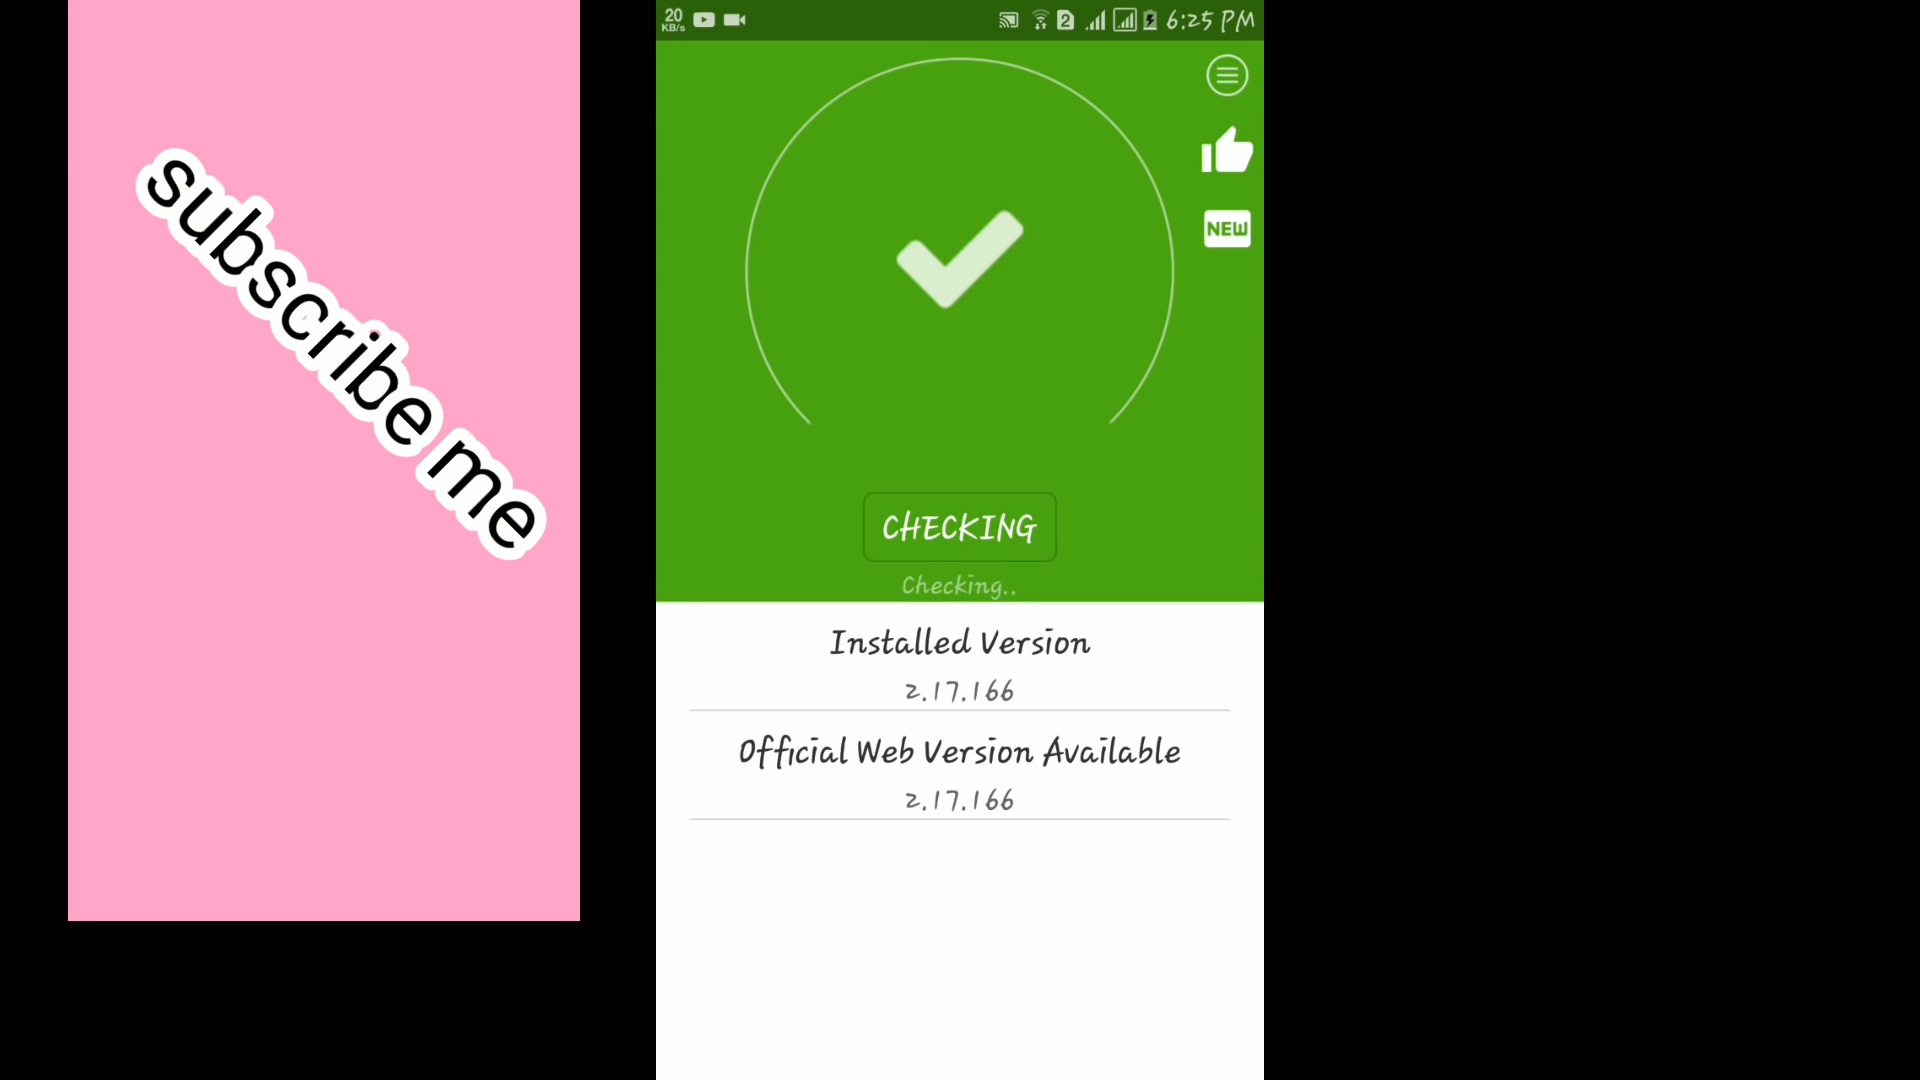 subscribe me
20
KB/s
2
6:25 PM
NEW
CHECKING
Checking..
Installed Version
2.17.166
Official Web Version Available
2.17.166